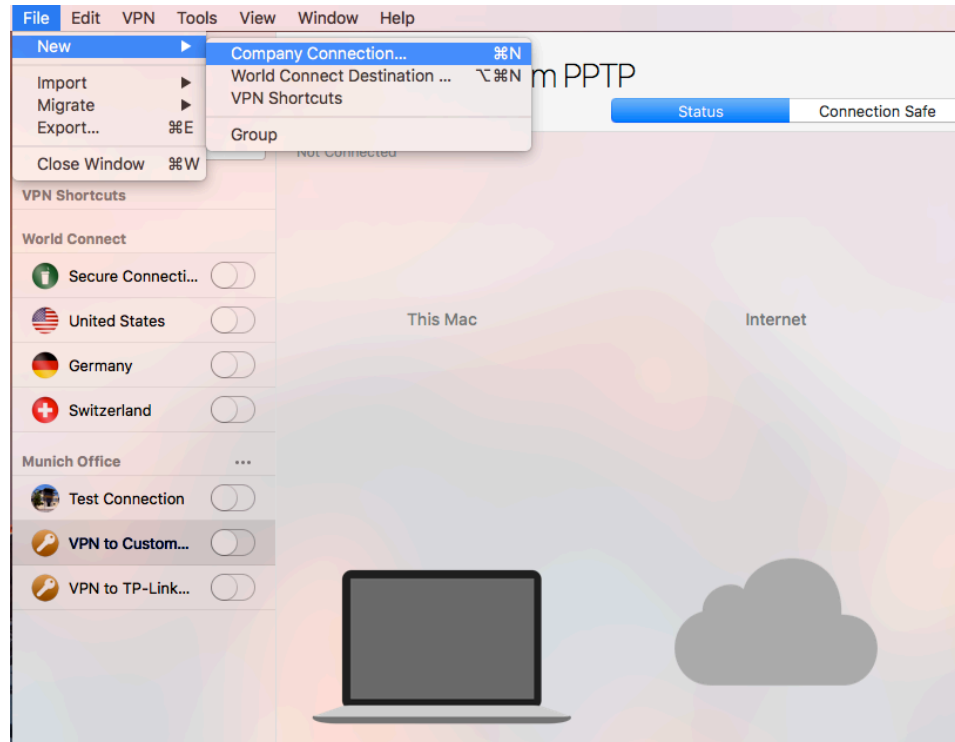 File Edit VPN Tools View Window Help
New ▶
Import ▶
Migrate ▶
Export... ⌘E
Close Window ⌘W
Company Connection... ⌘N
World Connect Destination ... ⌥⌘N
VPN Shortcuts
Group
m PPTP
Status Connection Safe
Not Connected
VPN Shortcuts
World Connect
Secure Connecti...
United States
Germany
Switzerland
Munich Office ...
Test Connection
VPN to Custom...
VPN to TP-Link...
This Mac Internet